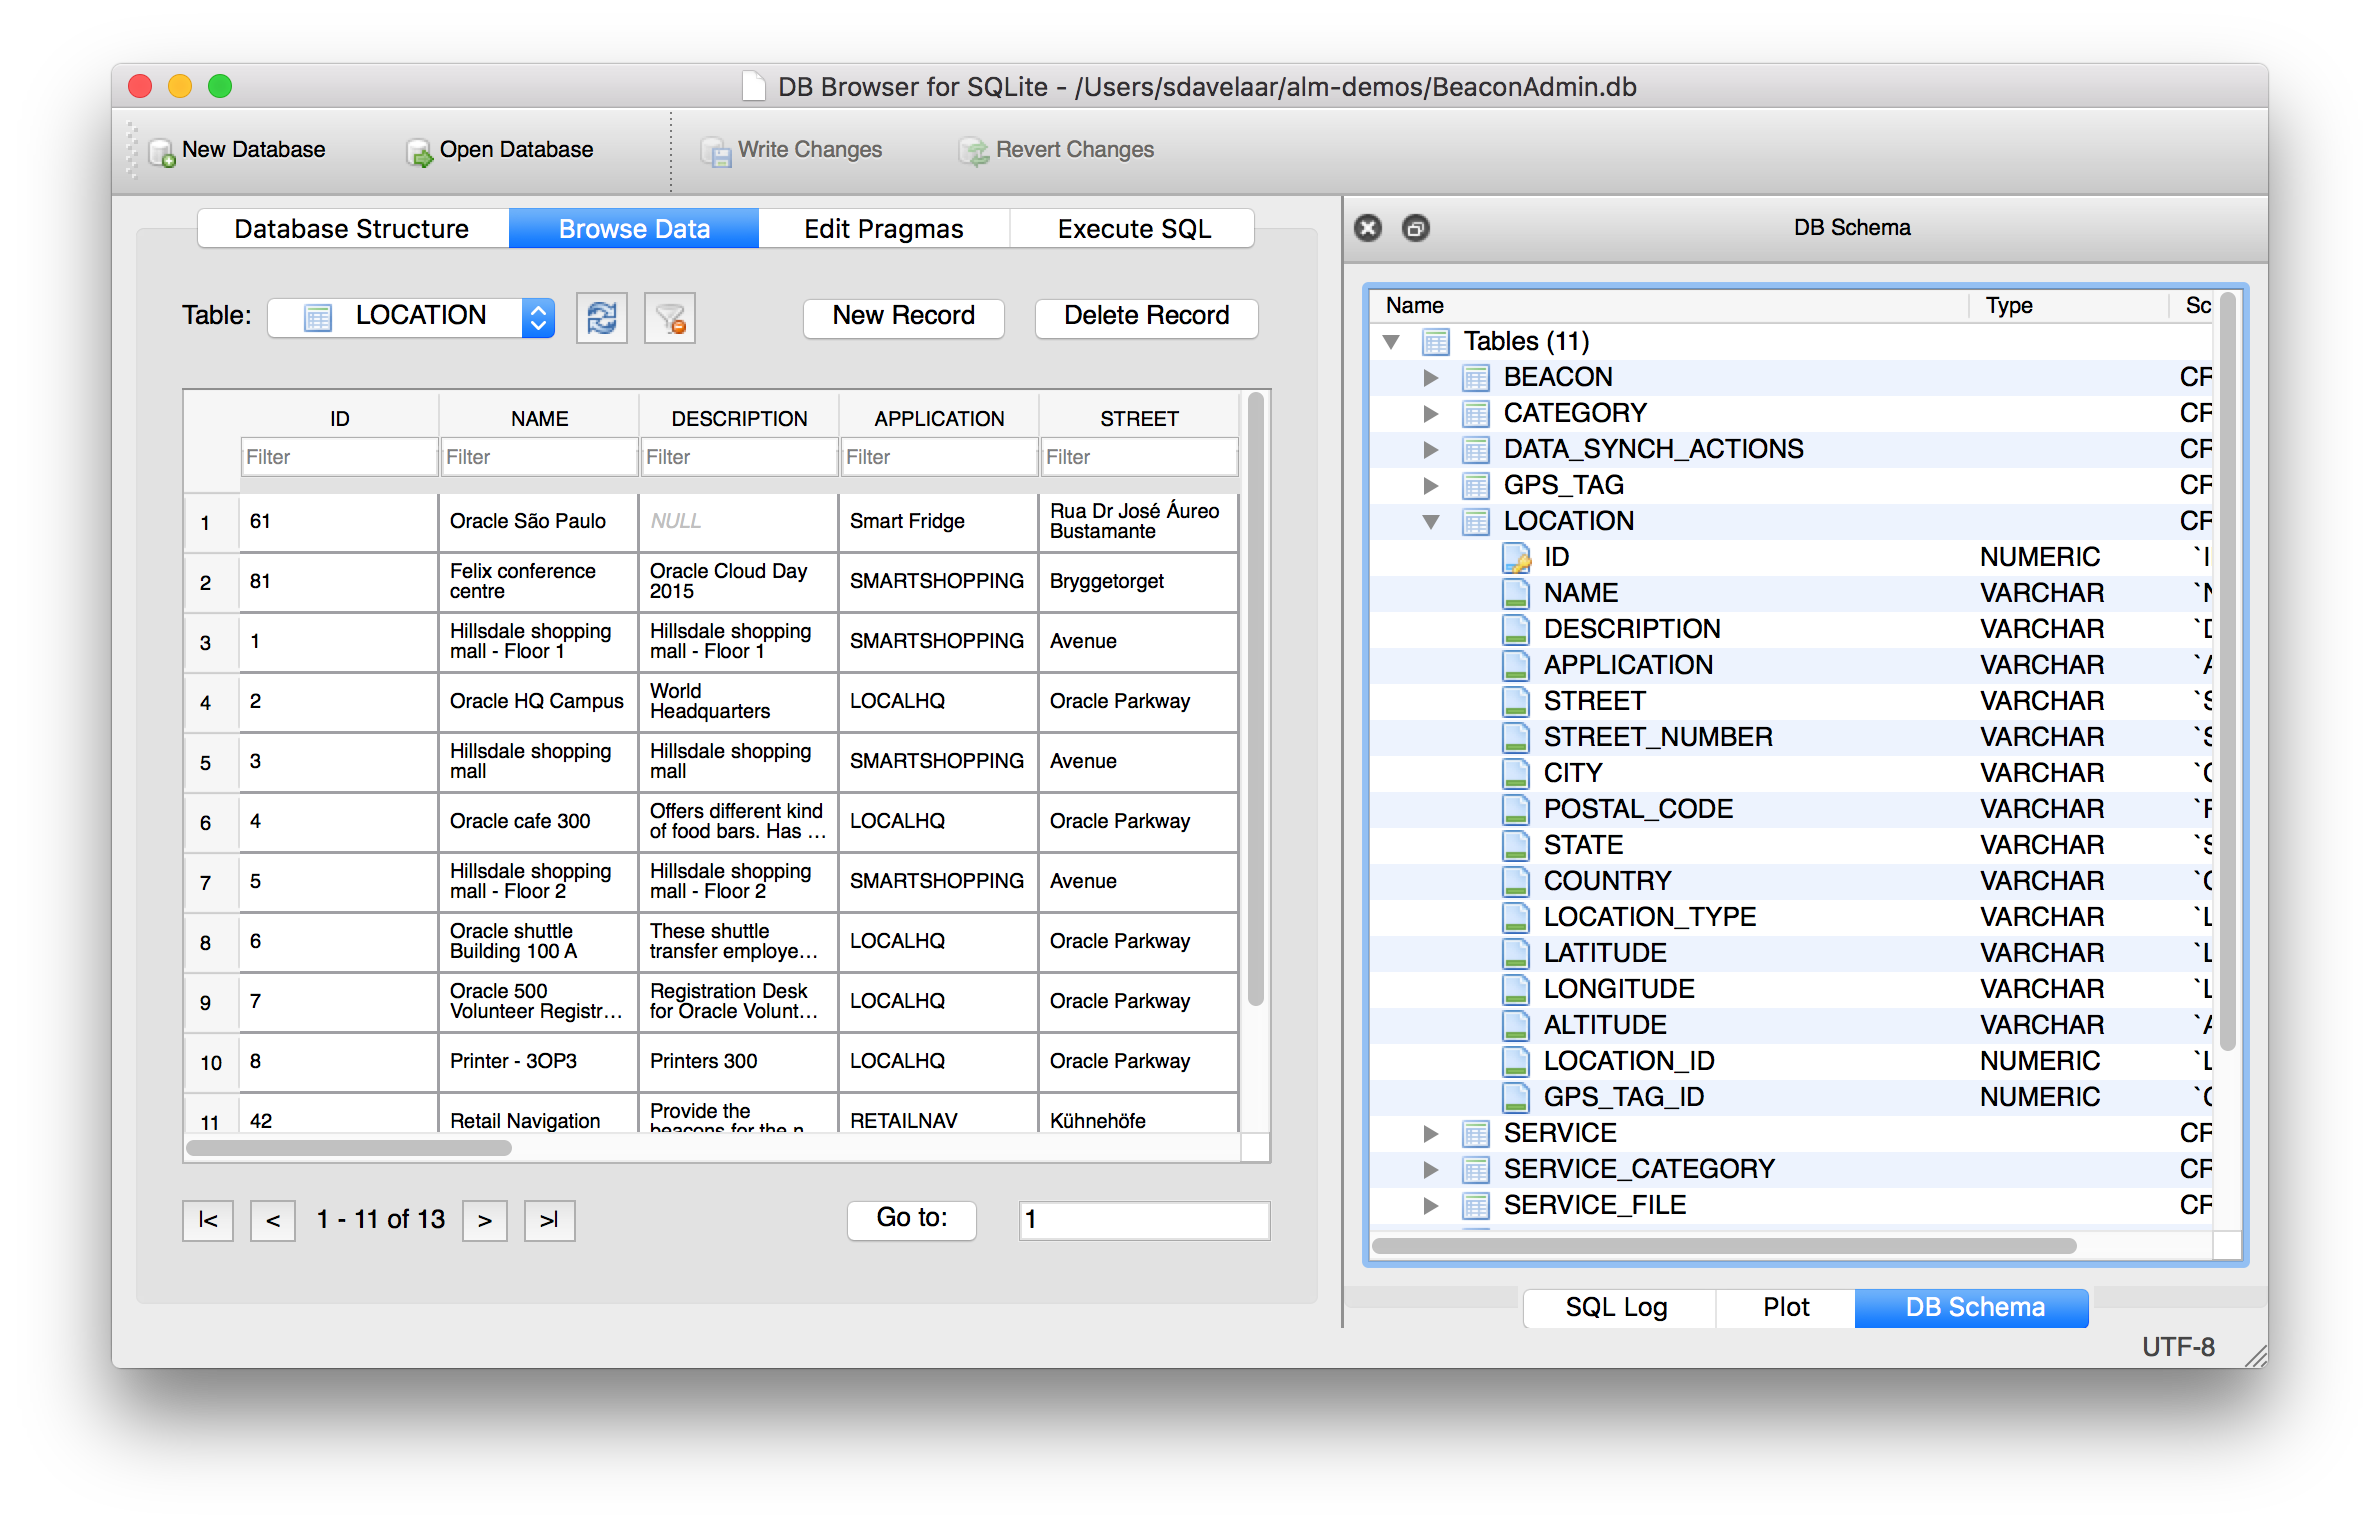 DB Browser for SQLite - /Users/sdavelaar/alm-demos/BeaconAdmin.db
New Database Open Database Write Changes Revert Changes
Database Structure Browse Data Edit Pragmas Execute SQL
Table: LOCATION New Record Delete Record
ID NAME DESCRIPTION APPLICATION STREET
Filter Filter Filter Filter Filter
1 61 Oracle São Paulo NULL Smart Fridge Rua Dr José Áureo
Bustamante
2 81 Felix conference Oracle Cloud Day SMARTSHOPPING Bryggetorget
centre 2015
3 1 Hillsdale shopping Hillsdale shopping SMARTSHOPPING Avenue
mall - Floor 1 mall - Floor 1
4 2 Oracle HQ Campus World LOCALHQ Oracle Parkway
Headquarters
5 3 Hillsdale shopping Hillsdale shopping SMARTSHOPPING Avenue
mall mall
6 4 Oracle cafe 300 Offers different kind LOCALHQ Oracle Parkway
of food bars. Has ...
7 5 Hillsdale shopping Hillsdale shopping SMARTSHOPPING Avenue
mall - Floor 2 mall - Floor 2
8 6 Oracle shuttle These shuttle LOCALHQ Oracle Parkway
Building 100 A transfer employe...
9 7 Oracle 500 Registration Desk LOCALHQ Oracle Parkway
Volunteer Registr... for Oracle Volunt...
10 8 Printer - 3OP3 Printers 300 LOCALHQ Oracle Parkway
11 42 Retail Navigation Provide the RETAILNAV Kühnehöfe
beacons for the n
|< < 1 - 11 of 13 > >| Go to: 1
DB Schema
Name Type Sc
Tables (11)
BEACON CR
CATEGORY CR
DATA_SYNCH_ACTIONS CR
GPS_TAG CR
LOCATION CR
ID NUMERIC `I
NAME VARCHAR `N
DESCRIPTION VARCHAR `D
APPLICATION VARCHAR `A
STREET VARCHAR `S
STREET_NUMBER VARCHAR `S
CITY VARCHAR `C
POSTAL_CODE VARCHAR `P
STATE VARCHAR `S
COUNTRY VARCHAR `C
LOCATION_TYPE VARCHAR `L
LATITUDE VARCHAR `L
LONGITUDE VARCHAR `L
ALTITUDE VARCHAR `A
LOCATION_ID NUMERIC `L
GPS_TAG_ID NUMERIC `G
SERVICE CR
SERVICE_CATEGORY CR
SERVICE_FILE CR
SQL Log Plot DB Schema
UTF-8